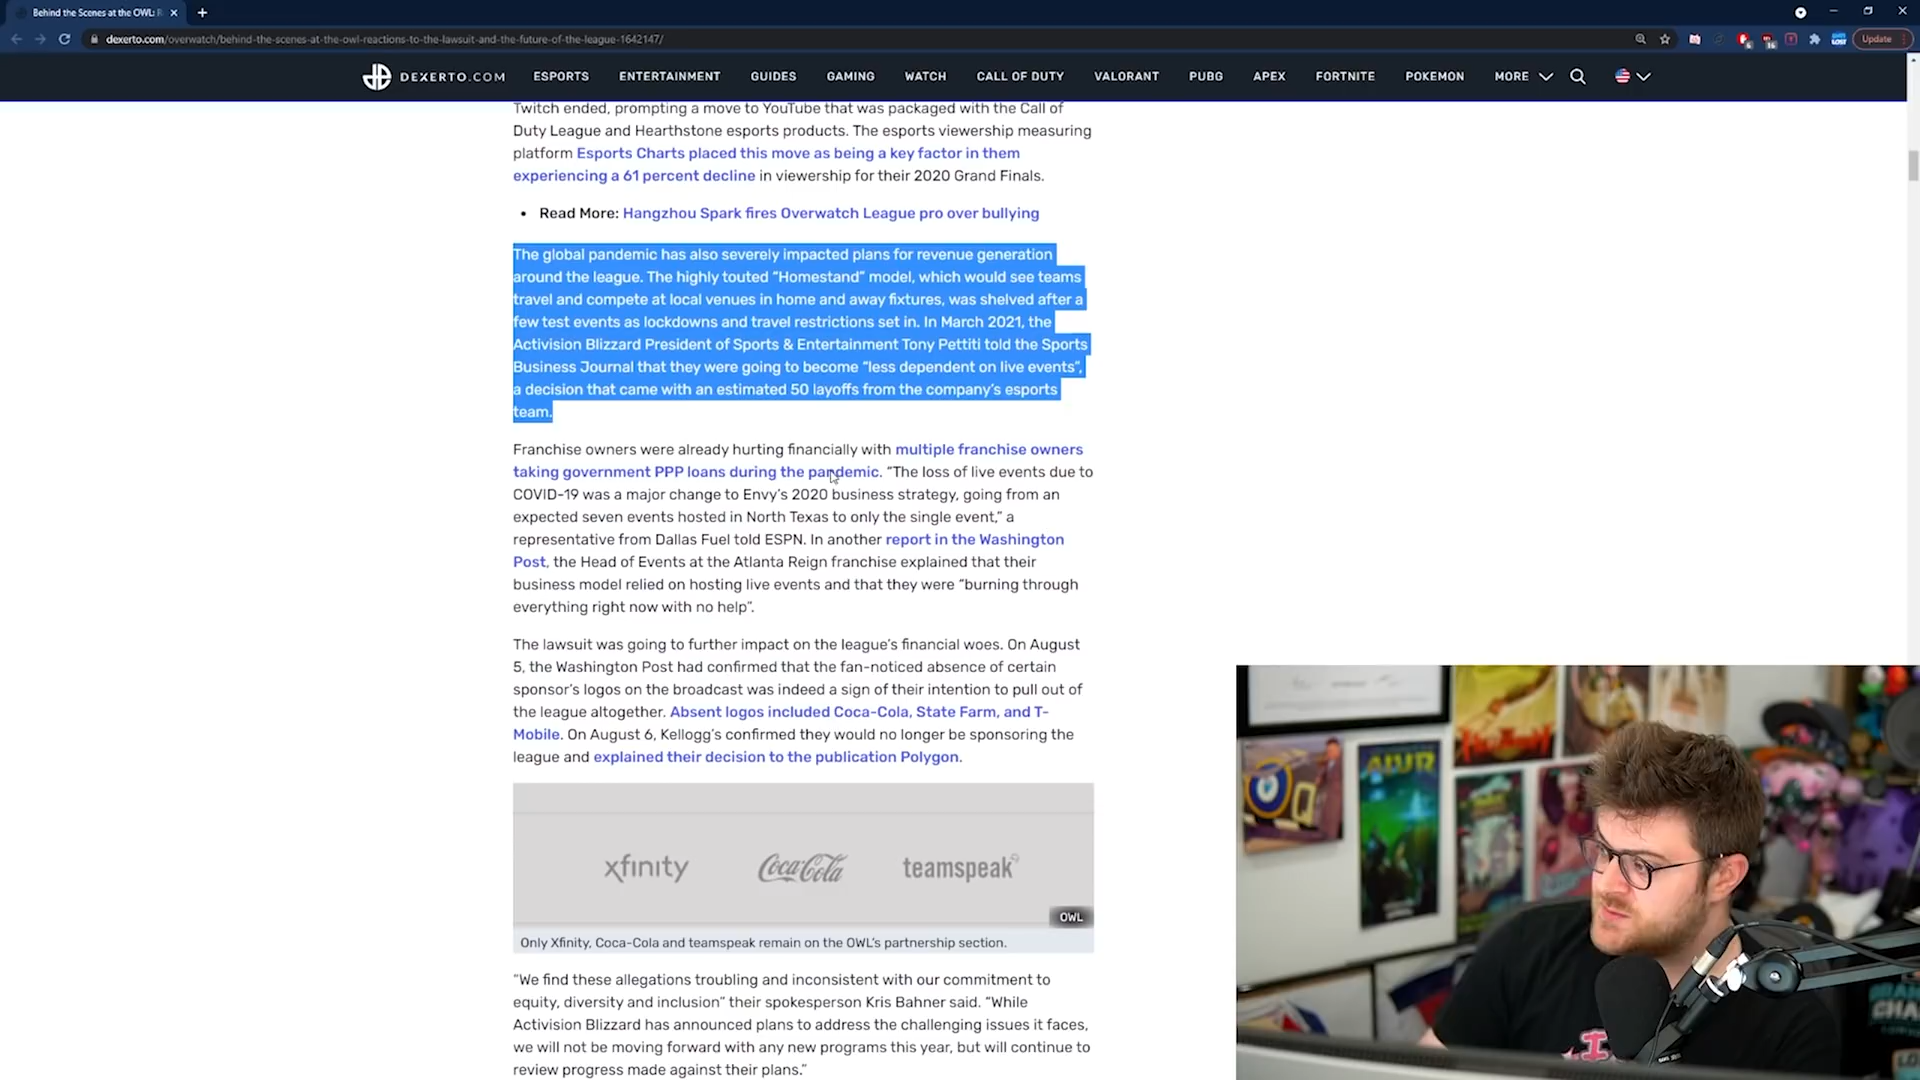 Behind the Scenes at the OWL: R
dexerto.com/overwatch/behind-the-scenes-at-the-owl-reactions-to-the-lawsuit-and-the-future-of-the-league-1642147/
Update
DEXERTO.COM ESPORTS ENTERTAINMENT GUIDES GAMING WATCH CALL OF DUTY VALORANT PUBG APEX FORTNITE POKEMON MORE
Twitch ended, prompting a move to YouTube that was packaged with the Call of
Duty League and Hearthstone esports products. The esports viewership measuring
platform Esports Charts placed this move as being a key factor in them
experiencing a 61 percent decline in viewership for their 2020 Grand Finals.
• Read More: Hangzhou Spark fires Overwatch League pro over bullying
The global pandemic has also severely impacted plans for revenue generation
around the league. The highly touted “Homestand” model, which would see teams
travel and compete at local venues in home and away fixtures, was shelved after a
few test events as lockdowns and travel restrictions set in. In March 2021, the
Activision Blizzard President of Sports & Entertainment Tony Pettiti told the Sports
Business Journal that they were going to become “less dependent on live events”,
a decision that came with an estimated 50 layoffs from the company’s esports
team.
Franchise owners were already hurting financially with multiple franchise owners
taking government PPP loans during the pandemic. “The loss of live events due to
COVID-19 was a major change to Envy’s 2020 business strategy, going from an
expected seven events hosted in North Texas to only the single event,” a
representative from Dallas Fuel told ESPN. In another report in the Washington
Post, the Head of Events at the Atlanta Reign franchise explained that their
business model relied on hosting live events and that they were “burning through
everything right now with no help”.
The lawsuit was going to further impact on the league’s financial woes. On August
5, the Washington Post had confirmed that the fan-noticed absence of certain
sponsor’s logos on the broadcast was indeed a sign of their intention to pull out of
the league altogether. Absent logos included Coca-Cola, State Farm, and T-
Mobile. On August 6, Kellogg’s confirmed they would no longer be sponsoring the
league and explained their decision to the publication Polygon.
xfinity Coca-Cola teamspeak
OWL
Only Xfinity, Coca-Cola and teamspeak remain on the OWL’s partnership section.
“We find these allegations troubling and inconsistent with our commitment to
equity, diversity and inclusion” their spokesperson Kris Bahner said. “While
Activision Blizzard has announced plans to address the challenging issues it faces,
we will not be moving forward with any new programs this year, but will continue to
review progress made against their plans.”